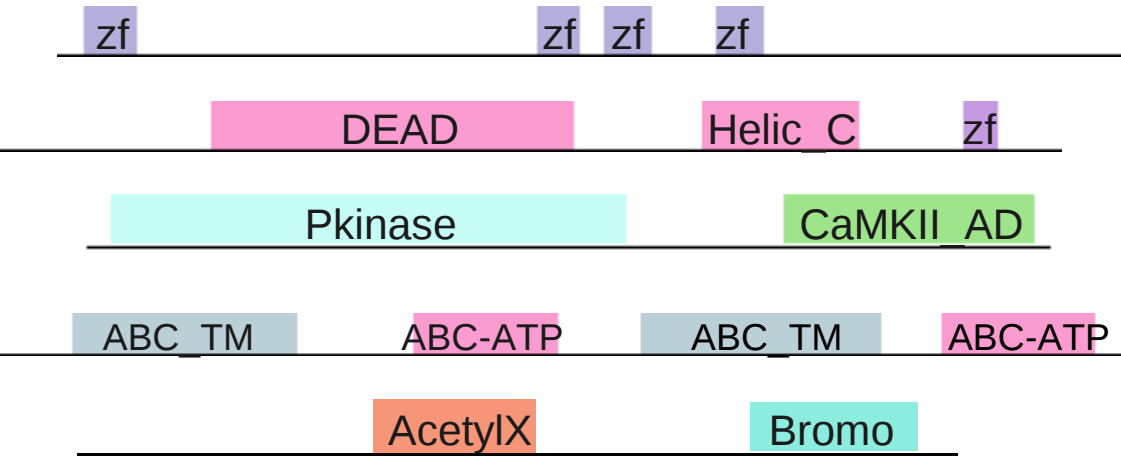 zf zf zf zf
DEAD Helic_C zf
Pkinase CaMKII_AD
ABC_TM ABC-ATP ABC_TM ABC-ATP
AcetylX Bromo